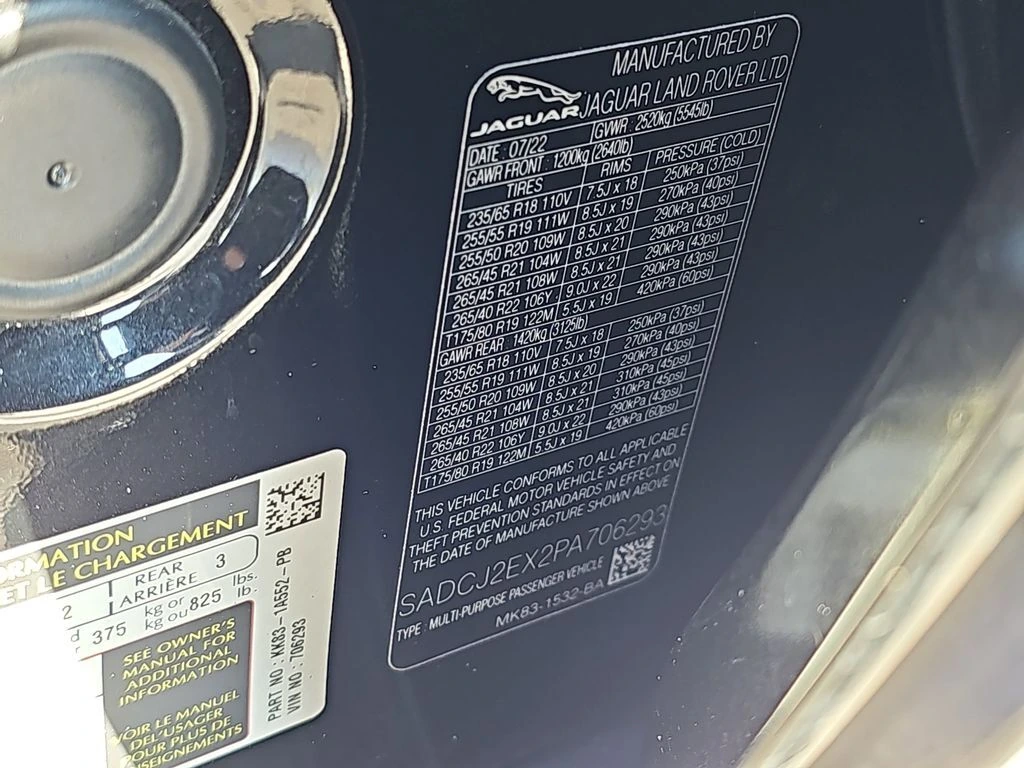 MANUFACTURED BY
JAGUAR
JAGUAR LAND ROVER LTD
DATE 07/22 GVWR: 2520kg (5545lb)
GAWR FRONT: 1200kg (2640lb)
TIRES RIMS PRESSURE (COLD)
235/65 R18 110V 7.5J x 18 250kPa (37psi)
255/55 R19 111W 8.5J x 19 270kPa (40psi)
255/50 R20 109W 8.5J x 20 290kPa (43psi)
265/45 R21 104W 8.5J x 21 290kPa (43psi)
265/45 R21 108W 8.5J x 21 290kPa (43psi)
265/40 R22 106Y 9.0J x 22 290kPa (43psi)
T175/80 R19 122M 5.5J x 19 420kPa (60psi)
GAWR REAR 1420kg (3125lb)
235/65 R18 110V 7.5J x 18 250kPa (37psi)
255/55 R19 111W 8.5J x 19 270kPa (40psi)
255/50 R20 109W 8.5J x 20 290kPa (43psi)
265/45 R21 104W 8.5J x 21 310kPa (45psi)
265/45 R21 108W 8.5J x 21 310kPa (45psi)
265/40 R22 106Y 9.0J x 22 290kPa (43psi)
T175/80 R19 122M 5.5J x 19 420kPa (60psi)
THIS VEHICLE CONFORMS TO ALL APPLICABLE
U.S. FEDERAL MOTOR VEHICLE SAFETY AND
THEFT PREVENTION STANDARDS IN EFFECT ON
THE DATE OF MANUFACTURE SHOWN ABOVE
SADCJ2EX2PA706293
TYPE MULTI-PURPOSE PASSENGER VEHICLE
MK83-1532-BA
ORMATION
ET LE CHARGEMENT
2 REAR ARRIÈRE 3
375 kg or kg ou 825 lbs. lb.
SEE OWNER'S
MANUAL FOR
ADDITIONAL
INFORMATION
VOIR LE MANUEL
DE L'USAGER
POUR PLUS DE
SEIGNEMENTS
PART NO : KK83-1A552-PB
VIN NO : 706293